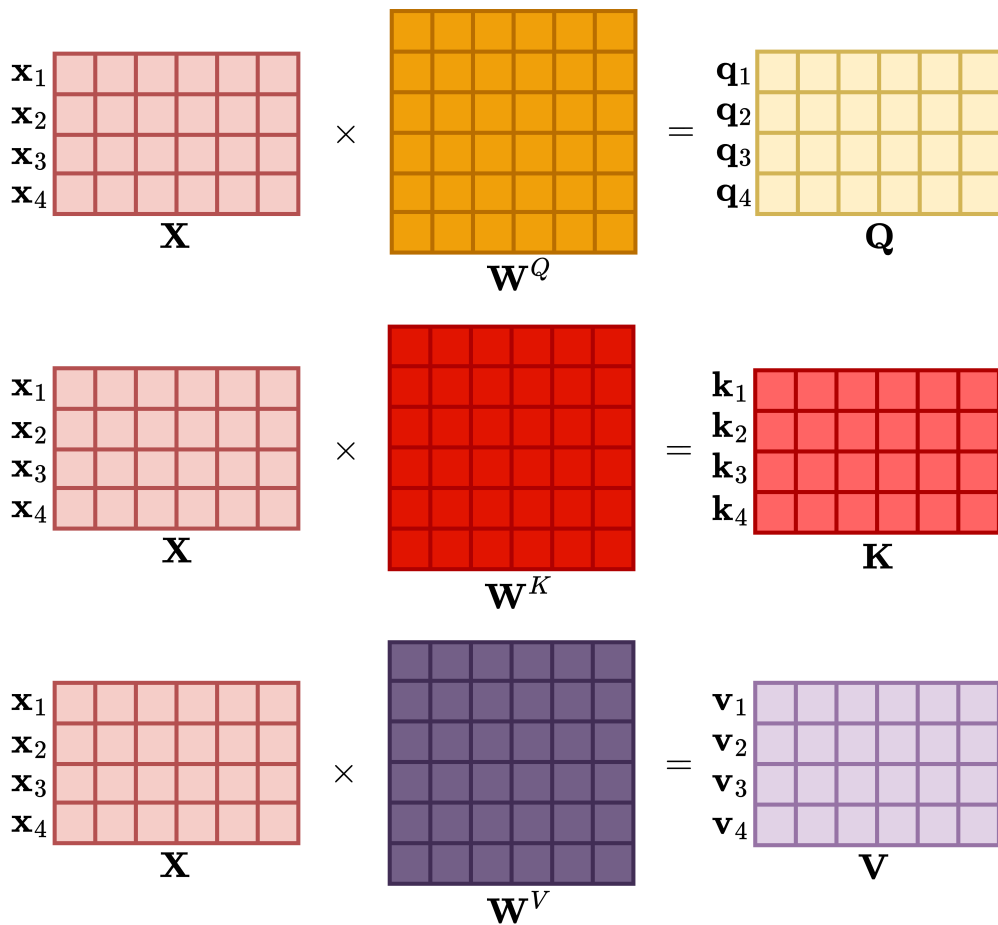 x₁ q₁
x₂ × = q₂
x₃ q₃
x₄ q₄
X W^Q Q
x₁ k₁
x₂ × = k₂
x₃ k₃
x₄ k₄
X W^K K
x₁ v₁
x₂ × = v₂
x₃ v₃
x₄ v₄
X W^V V